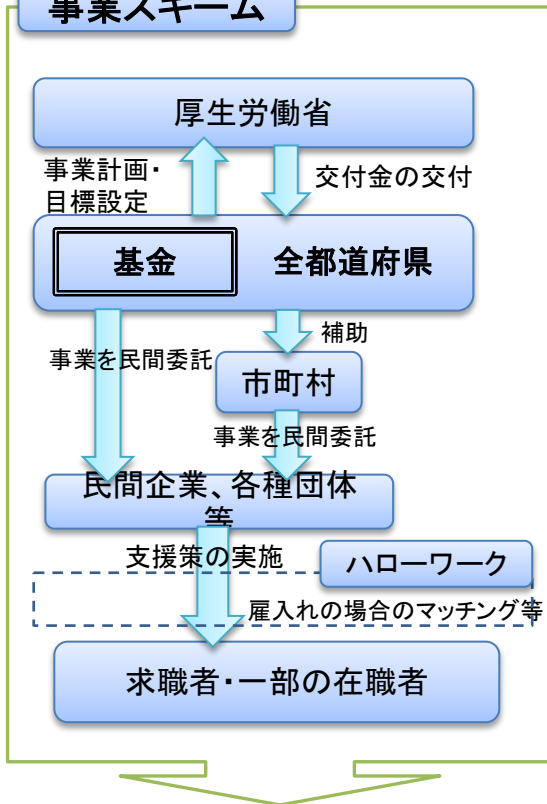 事業スキーム
厚生労働省
事業計画・
目標設定
交付金の交付
基金
全都道府県
補助
事業を民間委託
市町村
事業を民間委託
民間企業、各種団体
等
支援策の実施
ハローワーク
雇入れの場合のマッチング等
求職者・一部の在職者